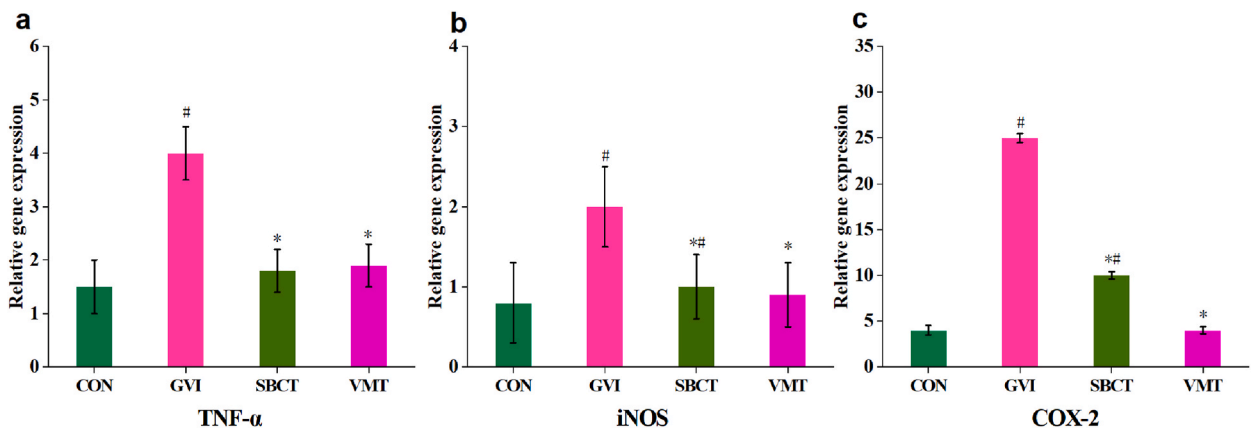 a
6
5
4
3
2
1
0
Relative gene expression
#
*
*
CON GVI SBCT VMT
TNF-α
b
4
3
2
1
0
Relative gene expression
#
*#
*
CON GVI SBCT VMT
iNOS
c
35
30
25
20
15
10
5
0
Relative gene expression
#
*#
*
CON GVI SBCT VMT
COX-2